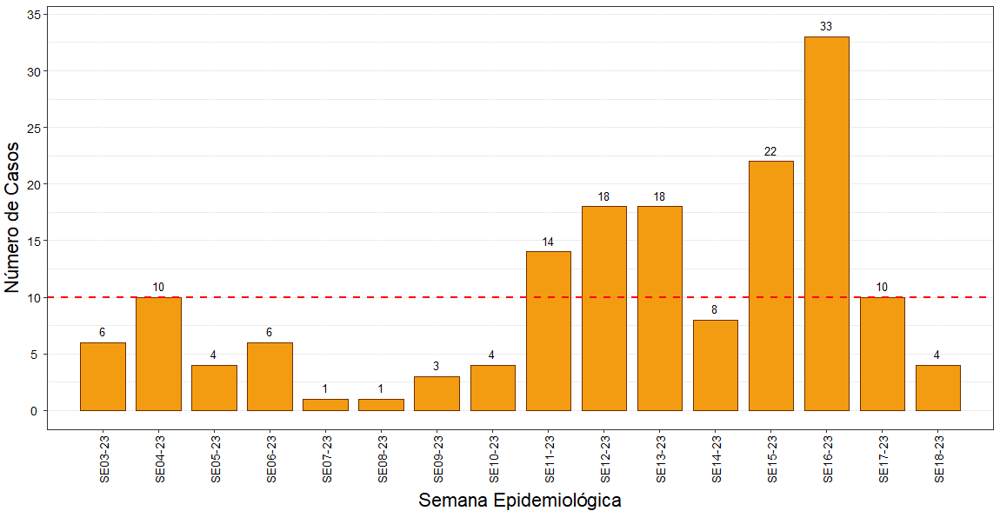 Número de Casos
35
30
25
20
15
10
5
0
6
10
4
6
1
1
3
4
14
18
18
8
22
33
10
4
SE03-23
SE04-23
SE05-23
SE06-23
SE07-23
SE08-23
SE09-23
SE10-23
SE11-23
SE12-23
SE13-23
SE14-23
SE15-23
SE16-23
SE17-23
SE18-23
Semana Epidemiológica